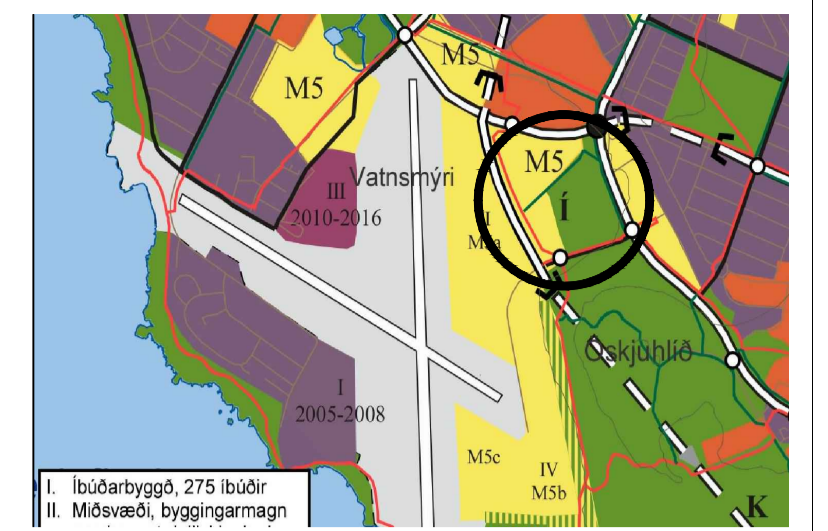 M5
M5
M5
Vatnsmýri
III
2010-2016
Í
I
M5a
Öskjuhlíð
I
2005-2008
M5c
IV
M5b
K
I. Íbúðarbyggð, 275 íbúðir
II. Miðsvæði, byggingarmagn